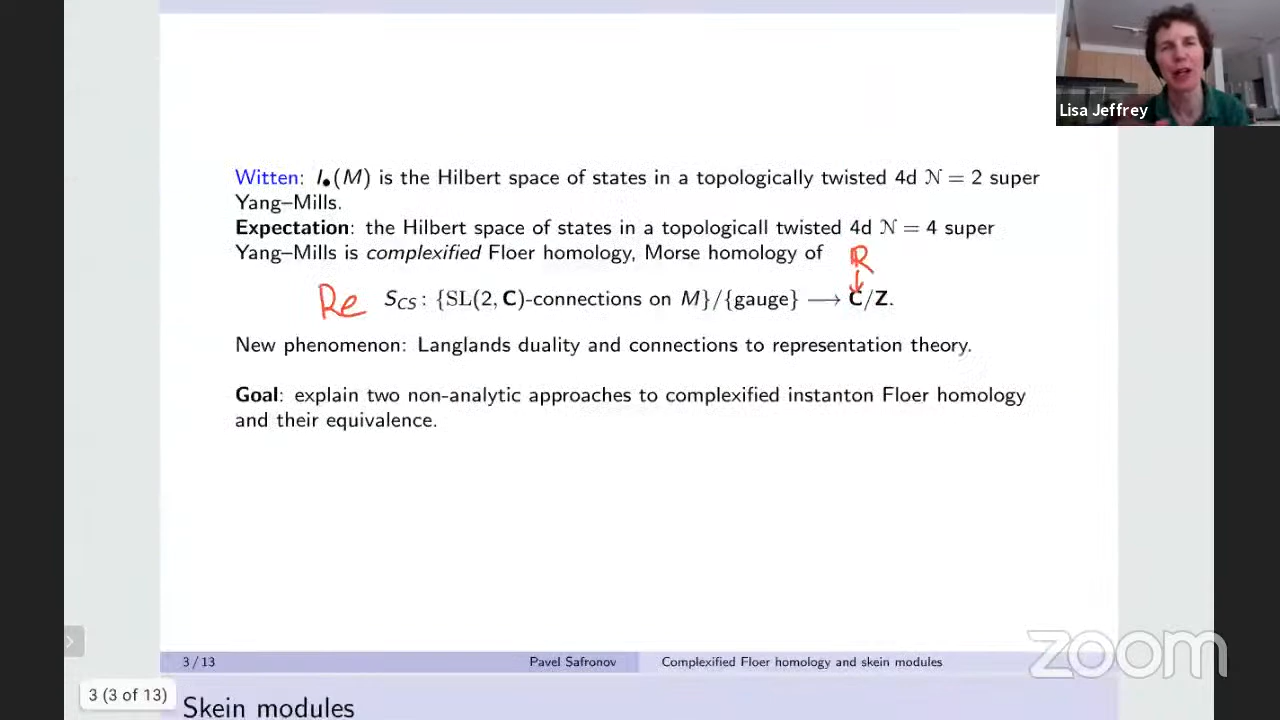 Lisa Jeffrey
Witten: I•(M) is the Hilbert space of states in a topologically twisted 4d N = 2 super
Yang–Mills.
Expectation: the Hilbert space of states in a topologicall twisted 4d N = 4 super
Yang–Mills is complexified Floer homology, Morse homology of
R
↓
Re S_CS : {SL(2, C)-connections on M}/{gauge} ⟶ C/Z.
New phenomenon: Langlands duality and connections to representation theory.
Goal: explain two non-analytic approaches to complexified instanton Floer homology
and their equivalence.
zoom
3 / 13 Pavel Safronov Complexified Floer homology and skein modules
3 (3 of 13)
Skein modules